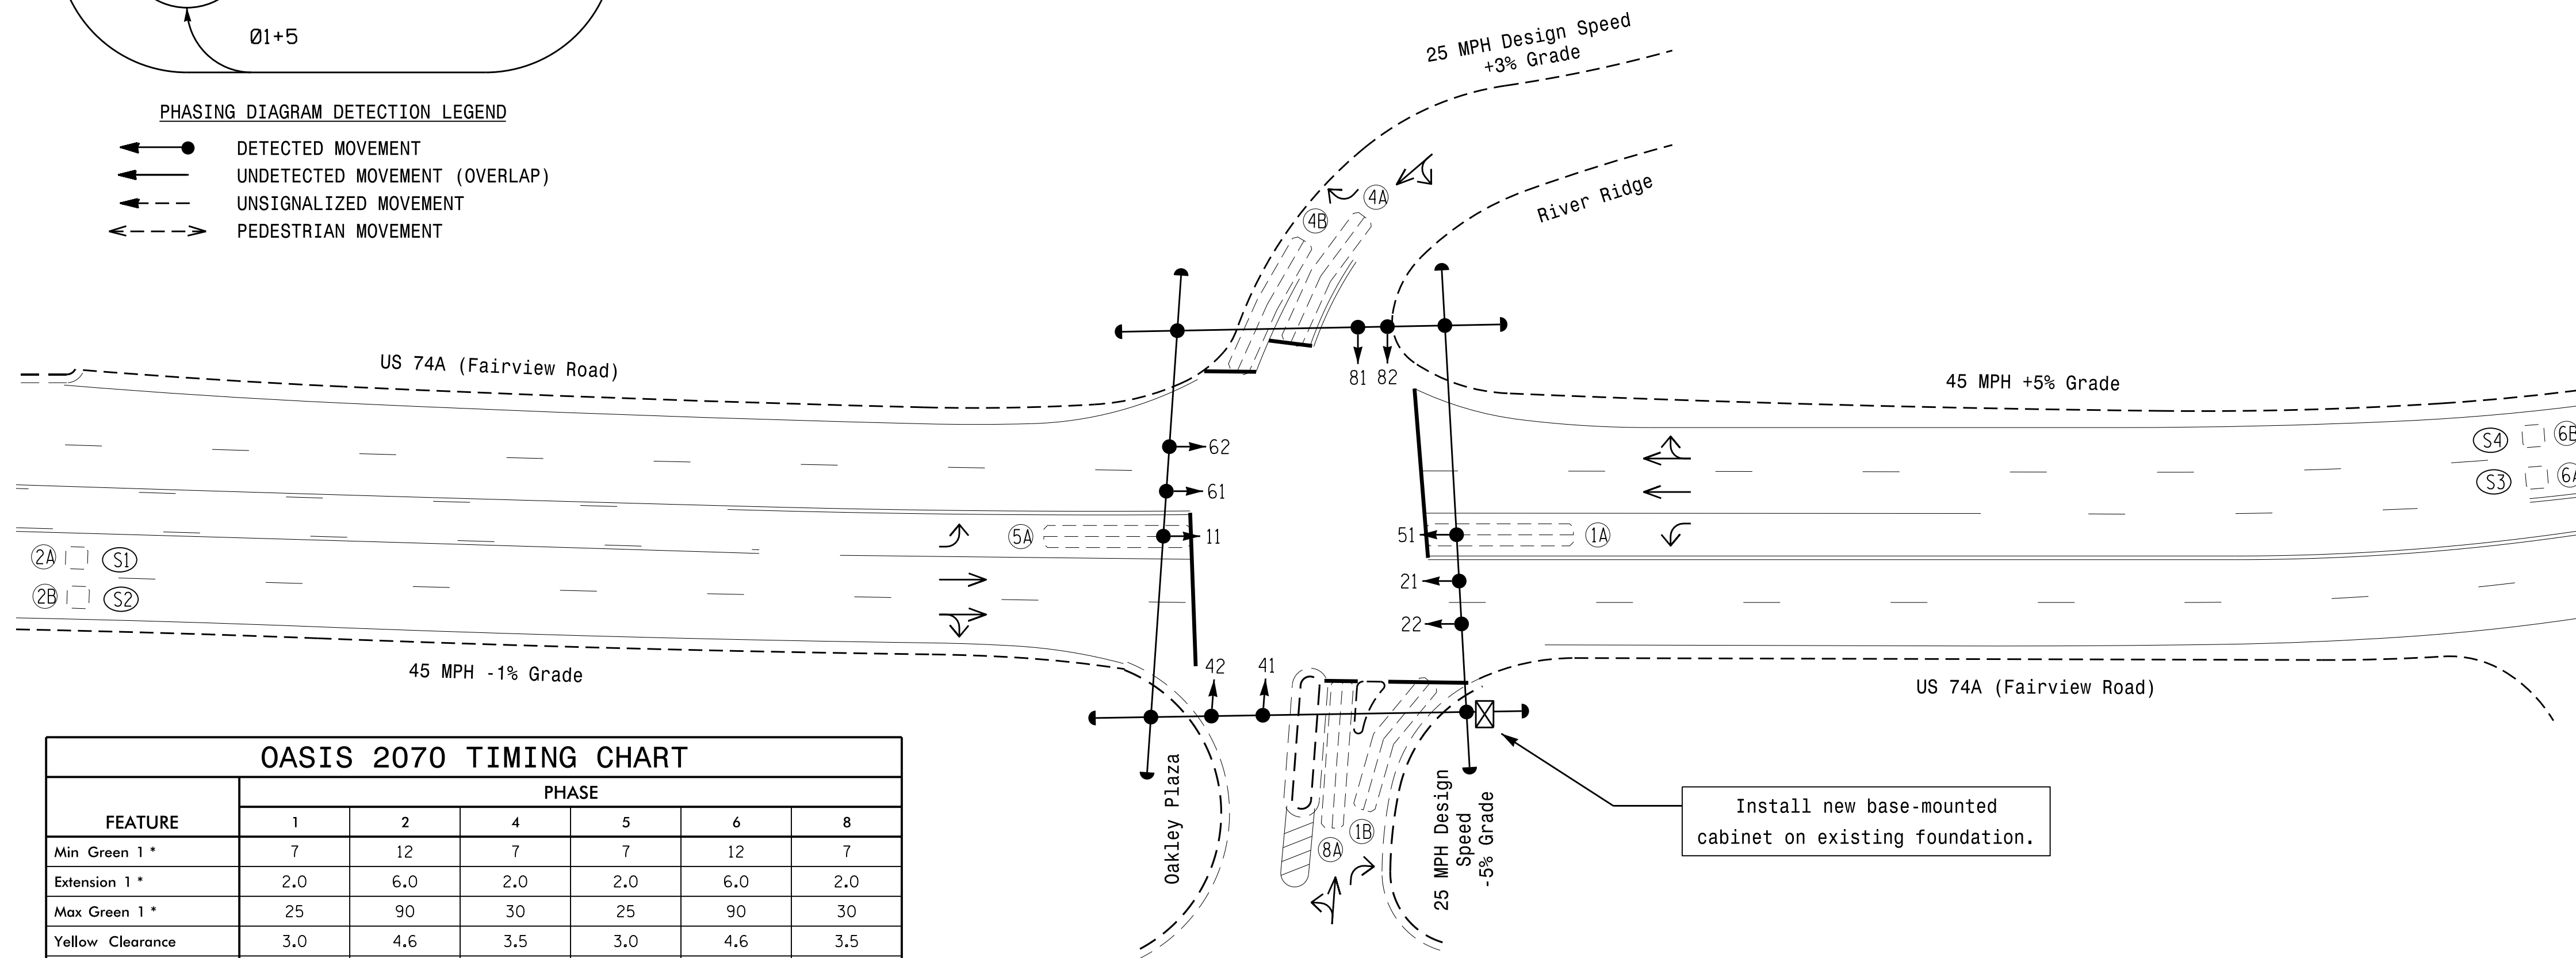 Ø1+5
PHASING DIAGRAM DETECTION LEGEND
DETECTED MOVEMENT
UNDETECTED MOVEMENT (OVERLAP)
UNSIGNALIZED MOVEMENT
PEDESTRIAN MOVEMENT
25 MPH Design Speed
+3% Grade
River Ridge
4A
4B
US 74A (Fairview Road)
45 MPH +5% Grade
81 82
62
61
11
5A
51
1A
21
22
S4 6B
S3 6A
2A S1
2B S2
45 MPH -1% Grade
US 74A (Fairview Road)
42 41
Oakley Plaza
8A
1B
25 MPH Design
Speed
-5% Grade
Install new base-mounted
cabinet on existing foundation.
OASIS 2070 TIMING CHART
PHASE
FEATURE 1 2 4 5 6 8
Min Green 1 * 7 12 7 7 12 7
Extension 1 * 2.0 6.0 2.0 2.0 6.0 2.0
Max Green 1 * 25 90 30 25 90 30
Yellow Clearance 3.0 4.6 3.5 3.0 4.6 3.5